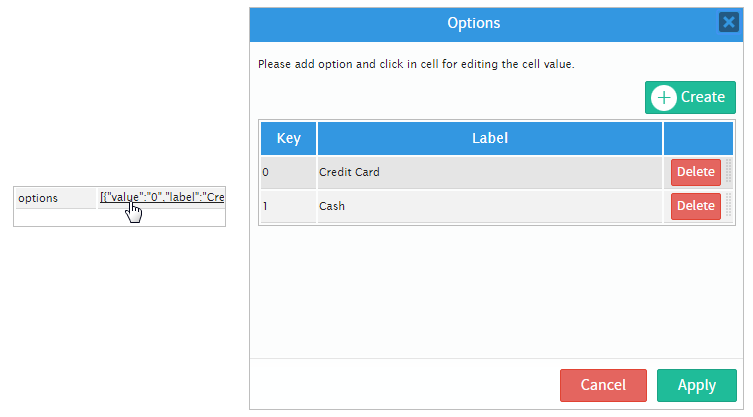 options [{"value":"0","label":"Cre
Options
Please add option and click in cell for editing the cell value.
Create
Key Label
0 Credit Card Delete
1 Cash Delete
Cancel Apply